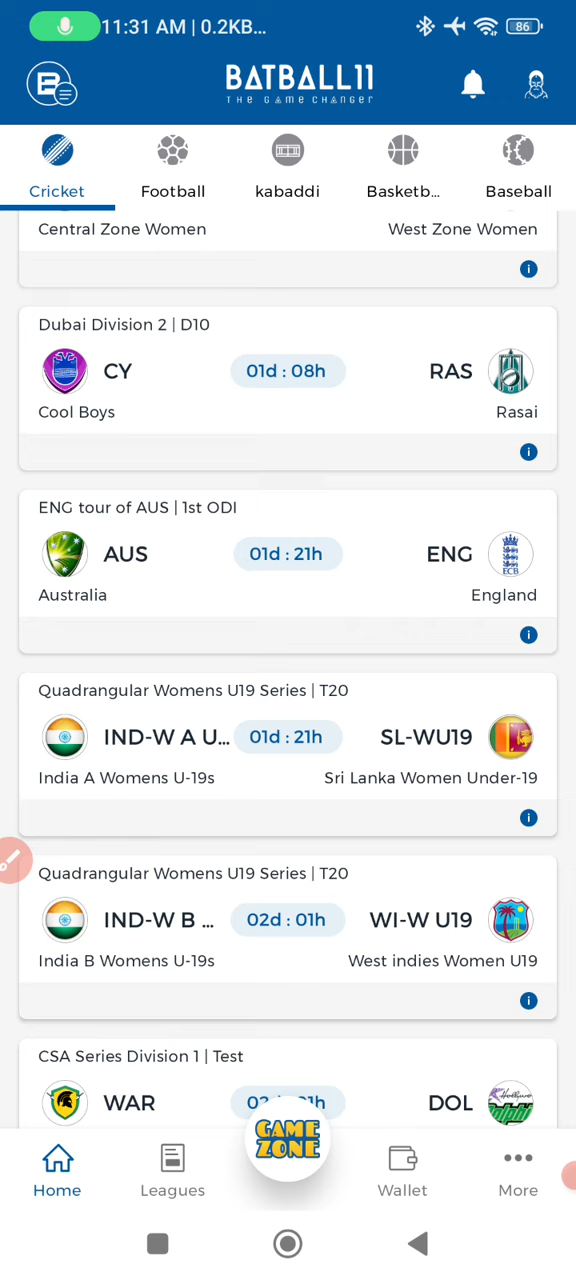 11:31 AM | 0.2KB...
86
BATBALL11
THE GAME CHANGER
Cricket
Football
kabaddi
Basketb...
Baseball
Central Zone Women
West Zone Women
Dubai Division 2 | D10
CY
01d : 08h
RAS
Cool Boys
Rasai
ENG tour of AUS | 1st ODI
AUS
01d : 21h
ENG
ECB
Australia
England
Quadrangular Womens U19 Series | T20
IND-W A U...
01d : 21h
SL-WU19
India A Womens U-19s
Sri Lanka Women Under-19
Quadrangular Womens U19 Series | T20
IND-W B ...
02d : 01h
WI-W U19
India B Womens U-19s
West indies Women U19
CSA Series Division 1 | Test
WAR
DOL
GAME
ZONE
Home
Leagues
Wallet
More